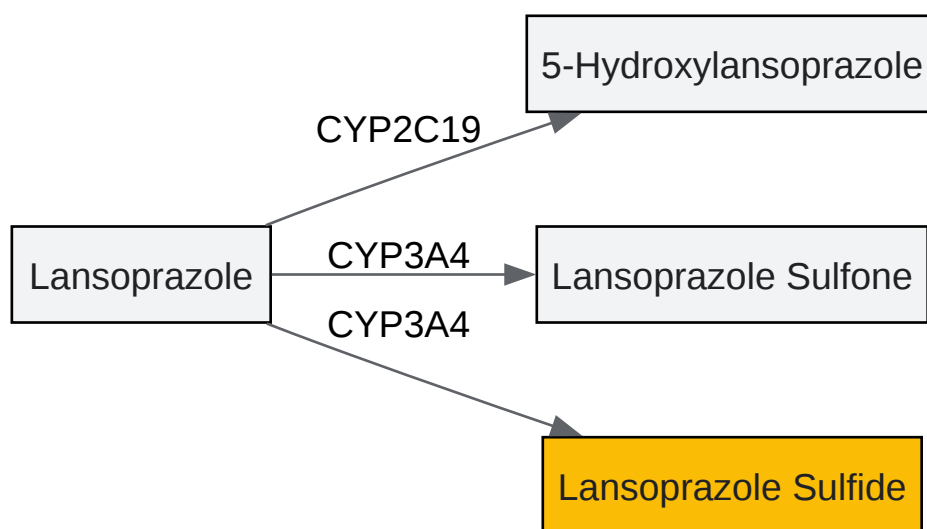 5-Hydroxylansoprazole
CYP2C19
Lansoprazole
CYP3A4
Lansoprazole Sulfone
CYP3A4
Lansoprazole Sulfide